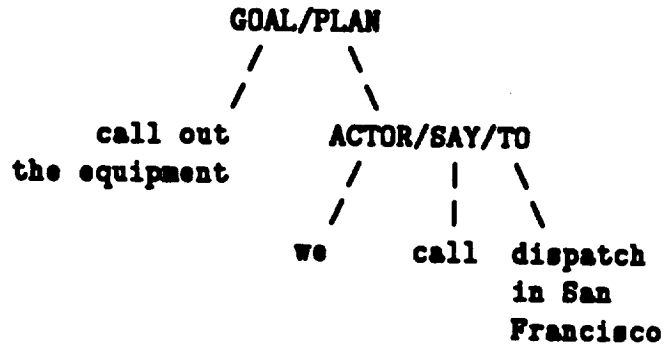 GOAL/PLAN
call out ACTOR/SAY/TO
the equipment
we call dispatch
in San
Francisco